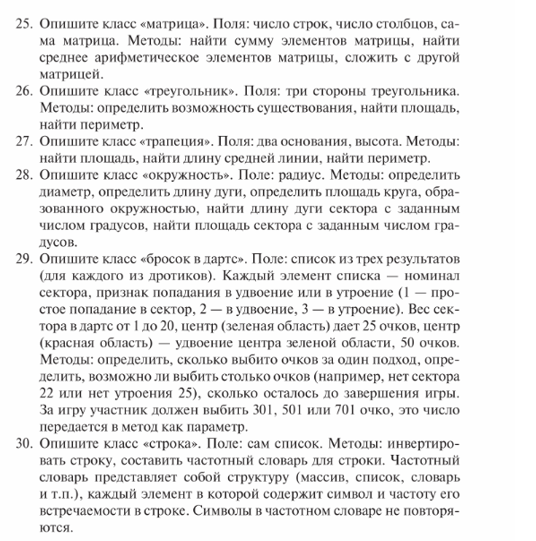 25. Опишите класс «матрица». Поля: число строк, число столбцов, са-
ма матрица. Методы: найти сумму элементов матрицы, найти
среднее арифметическое элементов матрицы, сложить с другой
матрицей.
26. Опишите класс «треугольник». Поля: три стороны треугольника.
Методы: определить возможность существования, найти площадь,
найти периметр.
27. Опишите класс «трапеция». Поля: два основания, высота. Методы:
найти площадь, найти длину средней линии, найти периметр.
28. Опишите класс «окружность». Поле: радиус. Методы: определить
диаметр, определить длину дуги, определить площадь круга, обра-
зованного окружностью, найти длину дуги сектора с заданным
числом градусов, найти площадь сектора с заданным числом гра-
дусов.
29. Опишите класс «бросок в дартс». Поле: список из трех результатов
(для каждого из дротиков). Каждый элемент списка — номинал
сектора, признак попадания в удвоение или в утроение (1 — про-
стое попадание в сектор, 2 — в удвоение, 3 — в утроение). Вес сек-
тора в дартс от 1 до 20, центр (зеленая область) дает 25 очков, центр
(красная область) — удвоение центра зеленой области, 50 очков.
Методы: определить, сколько выбито очков за один подход, опре-
делить, возможно ли выбить столько очков (например, нет сектора
22 или нет утроения 25), сколько осталось до завершения игры.
За игру участник должен выбить 301, 501 или 701 очко, это число
передается в метод как параметр.
30. Опишите класс «строка». Поле: сам список. Методы: инвертиро-
вать строку, составить частотный словарь для строки. Частотный
словарь представляет собой структуру (массив, список, словарь
и т.п.), каждый элемент в которой содержит символ и частоту его
встречаемости в строке. Символы в частотном словаре не повторя-
ются.